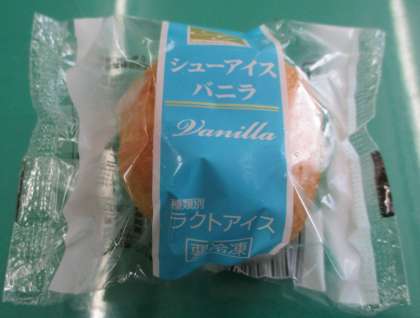 シューアイス
バニラ
Vanilla
種類別
ラクトアイス
要冷凍